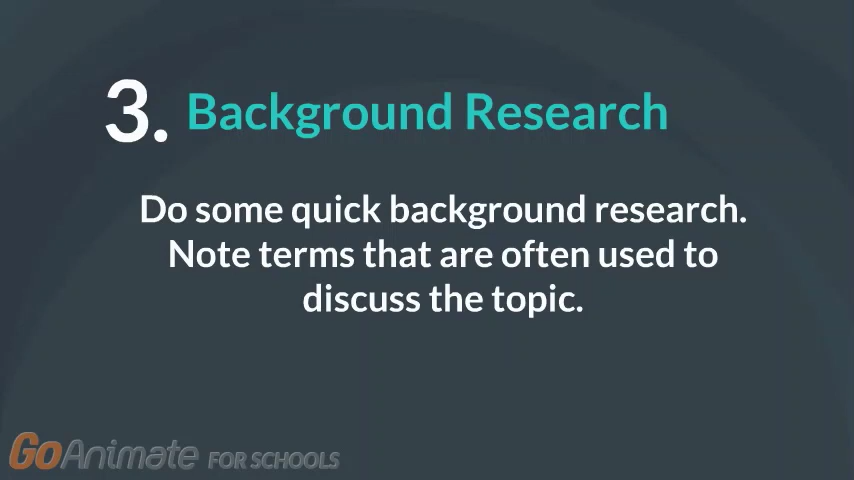 3. Background Research
Do some quick background research.
Note terms that are often used to
discuss the topic.
GoAnimate FOR SCHOOLS